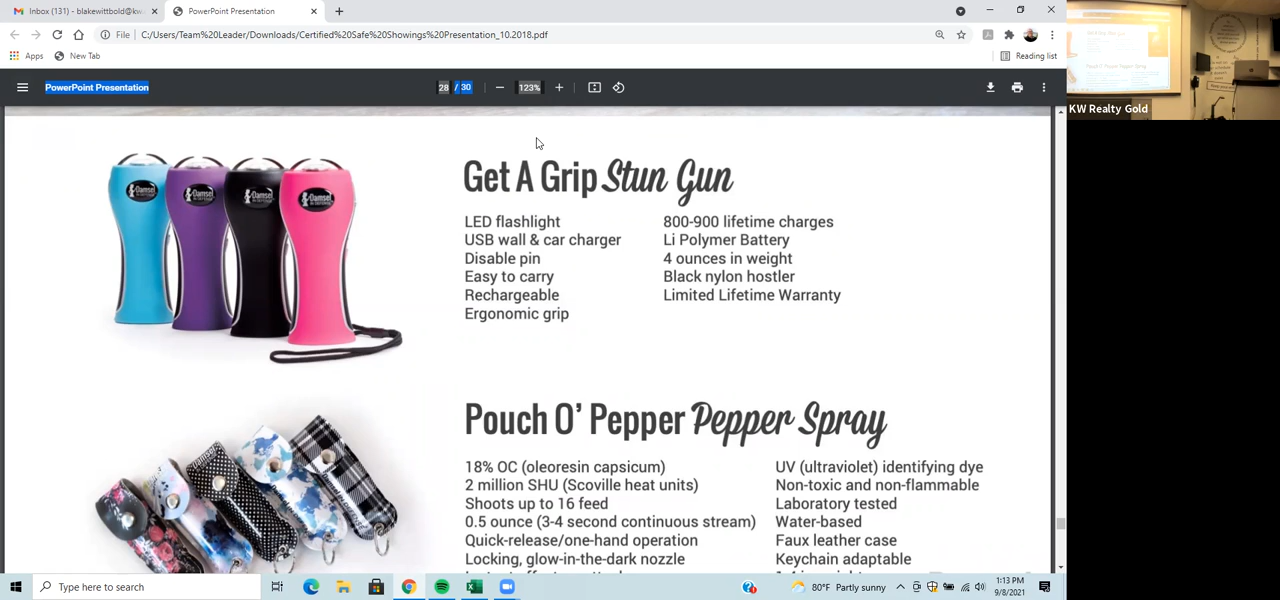 Inbox (131) - blakewittbold@kw.
PowerPoint Presentation
File
C:/Users/Team%20Leader/Downloads/Certified%20Safe%20Showings%20Presentation_10.2018.pdf
Apps
New Tab
Reading list
PowerPoint Presentation
28 / 30
123%
KW Realty Gold
Damsel
Damsel
Damsel
Damsel
Get A Grip Stun Gun
LED flashlight
USB wall & car charger
Disable pin
Easy to carry
Rechargeable
Ergonomic grip
800-900 lifetime charges
Li Polymer Battery
4 ounces in weight
Black nylon hostler
Limited Lifetime Warranty
Pouch O' Pepper Pepper Spray
18% OC (oleoresin capsicum)
2 million SHU (Scoville heat units)
Shoots up to 16 feed
0.5 ounce (3-4 second continuous stream)
Quick-release/one-hand operation
Locking, glow-in-the-dark nozzle
UV (ultraviolet) identifying dye
Non-toxic and non-flammable
Laboratory tested
Water-based
Faux leather case
Keychain adaptable
Type here to search
80°F Partly sunny
1:13 PM
9/8/2021